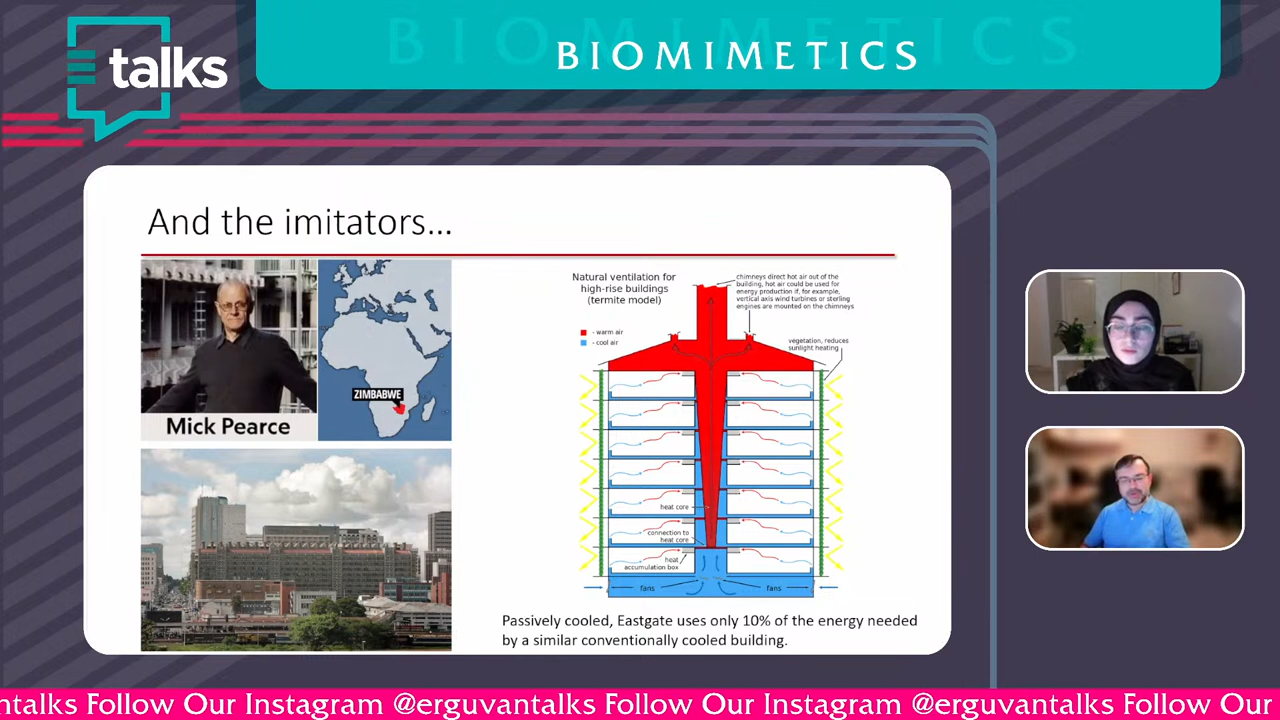 talks
BIOMIMETICS
And the imitators...
ZIMBABWE
Mick Pearce
Natural ventilation for
high-rise buildings
(termite model)
- warm air
- cool air
chimneys direct hot air out of the
building, hot air could be used for
energy production if, for example,
vertical axis wind turbines or sterling
engines are mounted on the chimneys
vegetation, reduces
sunlight heating
heat core
connection to
heat core
heat
accumulation box
fans
fans
Passively cooled, Eastgate uses only 10% of the energy needed
by a similar conventionally cooled building.
ntalks Follow Our Instagram @erguvantalks Follow Our Instagram @erguvantalks Follow Our